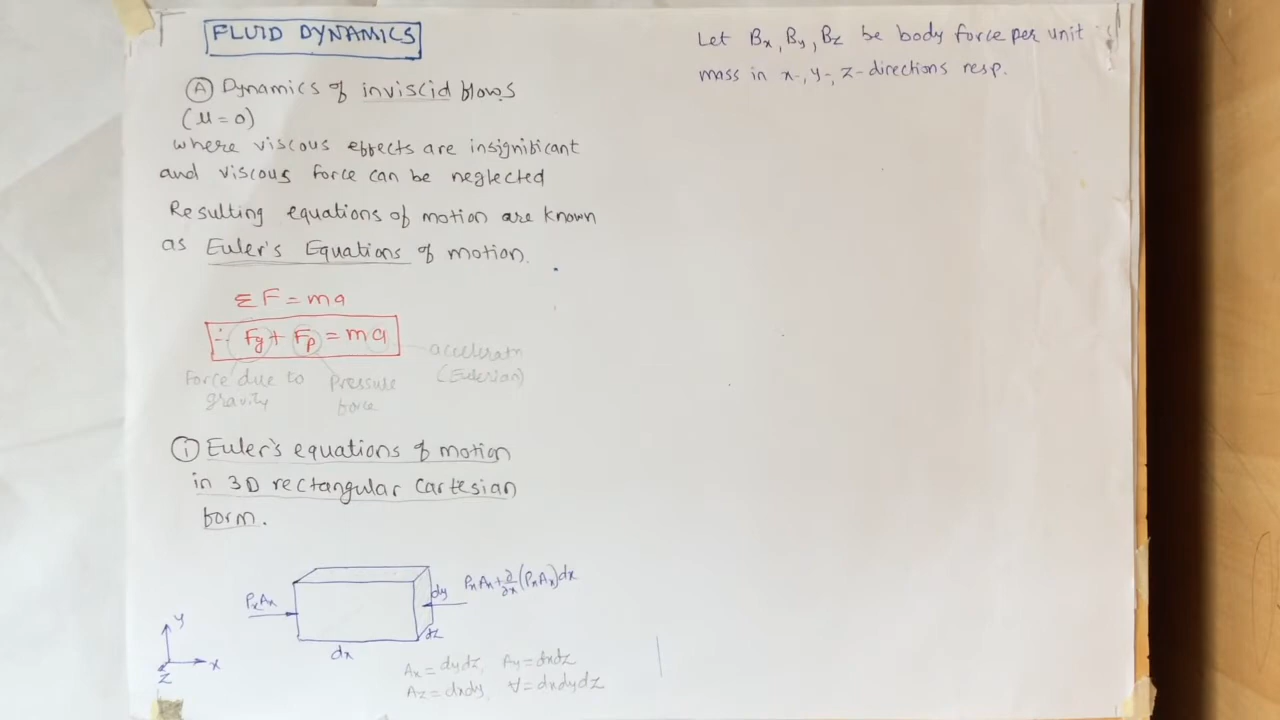 FLUID DYNAMICS
Ⓐ Dynamics of inviscid flows
(μ = 0)
where viscous effects are insignificant
and viscous force can be neglected
Resulting equations of motion are known
as Euler's Equations of motion.
ΣF = ma
∴ Fg + Fp = ma
acceleratn
(Eulerian)
Force due to
gravity
Pressure
force
① Euler's equations of motion
in 3D rectangular Cartesian
form.
PxAx
dy
PxAx + ∂/∂x (PxAx)dx
dz
dx
y
x
z
Ax = dydz, Ay = dxdz
Az = dxdy, ∀ = dxdydz
Let Bx, By, Bz be body force per unit
mass in x-, y-, z-directions resp.